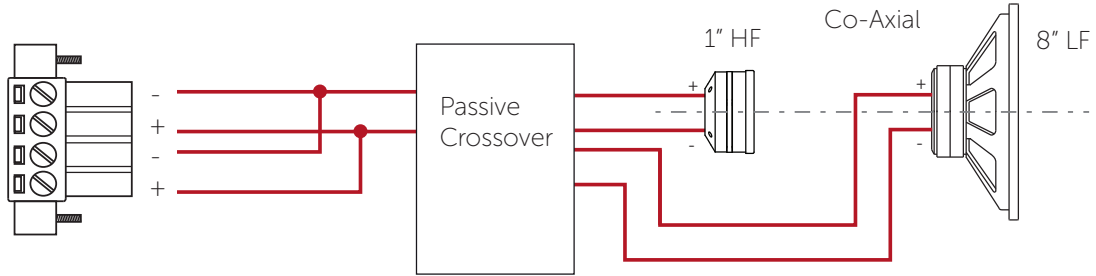 Co-Axial
1” HF
8” LF
-
+
-
+
Passive
Crossover
+
-
+
-